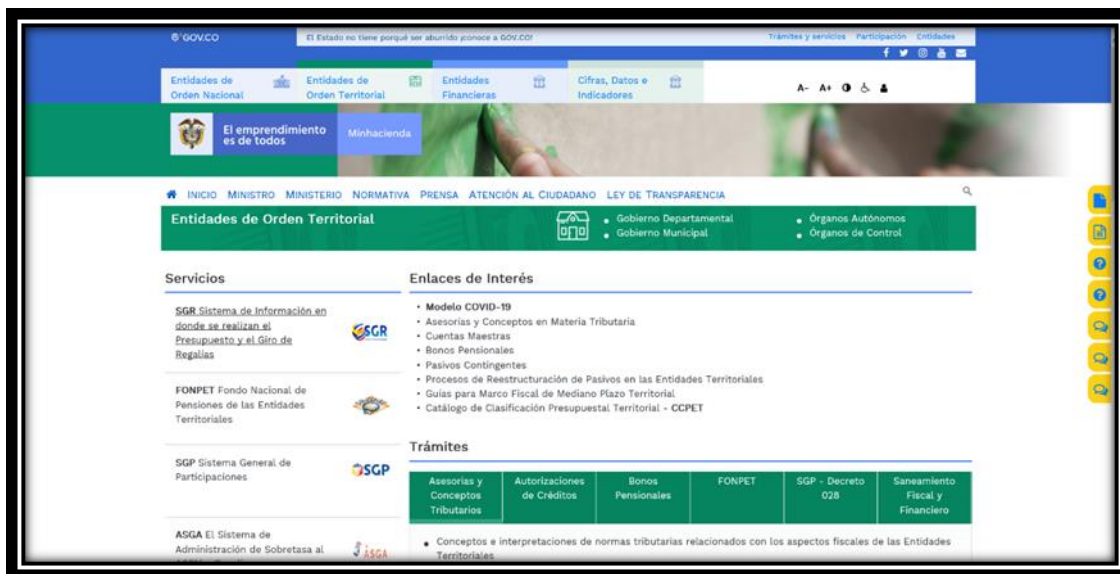 GOV.CO
El Estado no tiene porqué ser aburrido ¡conoce a GOV.CO!
Trámites y servicios Participación Entidades
Entidades de
Orden Nacional
Entidades de
Orden Territorial
Entidades
Financieras
Cifras, Datos e
Indicadores
A- A+
El emprendimiento
es de todos
Minhacienda
INICIO MINISTRO MINISTERIO NORMATIVA PRENSA ATENCIÓN AL CIUDADANO LEY DE TRANSPARENCIA
Entidades de Orden Territorial
• Gobierno Departamental
• Gobierno Municipal
• Órganos Autónomos
• Órganos de Control
Servicios
SGR Sistema de Información en
donde se realizan el
Presupuesto y el Giro de
Regalías
SGR
FONPET Fondo Nacional de
Pensiones de las Entidades
Territoriales
SGP Sistema General de
Participaciones
SGP
ASGA El Sistema de
Administración de Sobretasa al
ASGA
Enlaces de Interés
• Modelo COVID-19
• Asesorías y Conceptos en Materia Tributaria
• Cuentas Maestras
• Bonos Pensionales
• Pasivos Contingentes
• Procesos de Reestructuración de Pasivos en las Entidades Territoriales
• Guías para Marco Fiscal de Mediano Plazo Territorial
• Catálogo de Clasificación Presupuestal Territorial - CCPET
Trámites
Asesorías y
Conceptos
Tributarios
Autorizaciones
de Créditos
Bonos
Pensionales
FONPET
SGP - Decreto
028
Saneamiento
Fiscal y
Financiero
• Conceptos e interpretaciones de normas tributarias relacionados con los aspectos fiscales de las Entidades
Territoriales